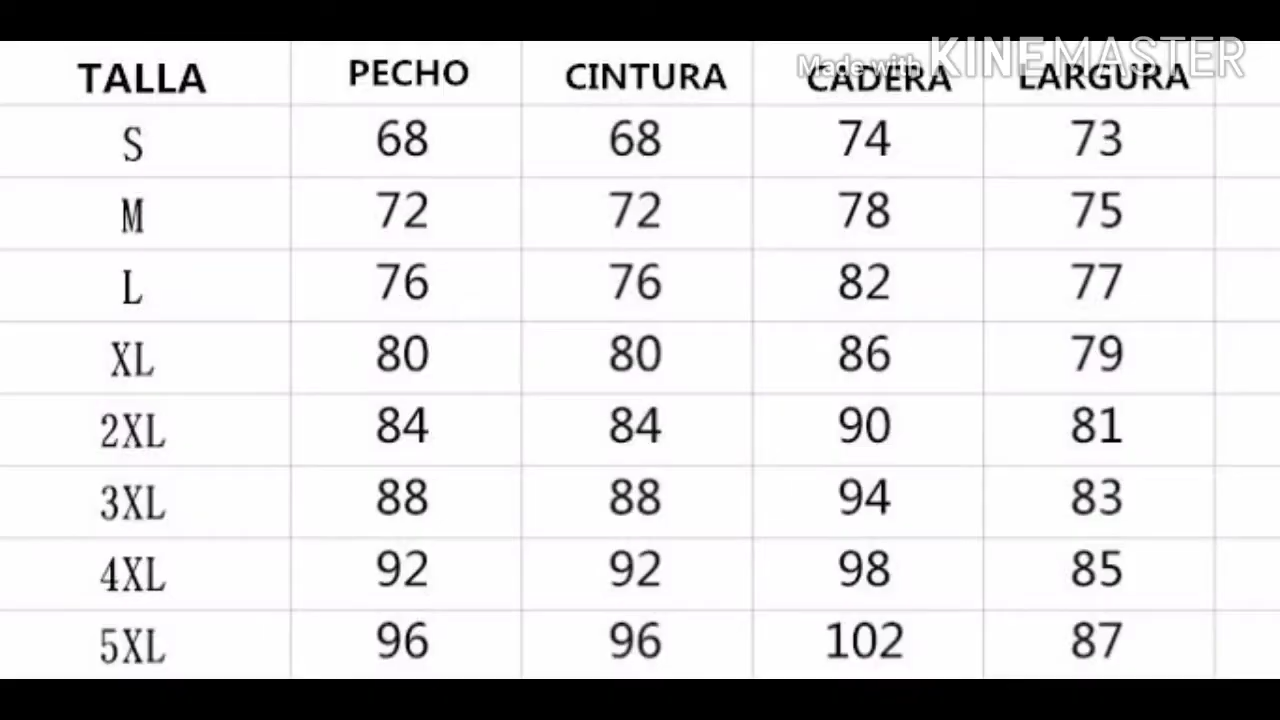 Made with KINEMASTER
TALLA PECHO CINTURA CADERA LARGURA
S 68 68 74 73
M 72 72 78 75
L 76 76 82 77
XL 80 80 86 79
2XL 84 84 90 81
3XL 88 88 94 83
4XL 92 92 98 85
5XL 96 96 102 87